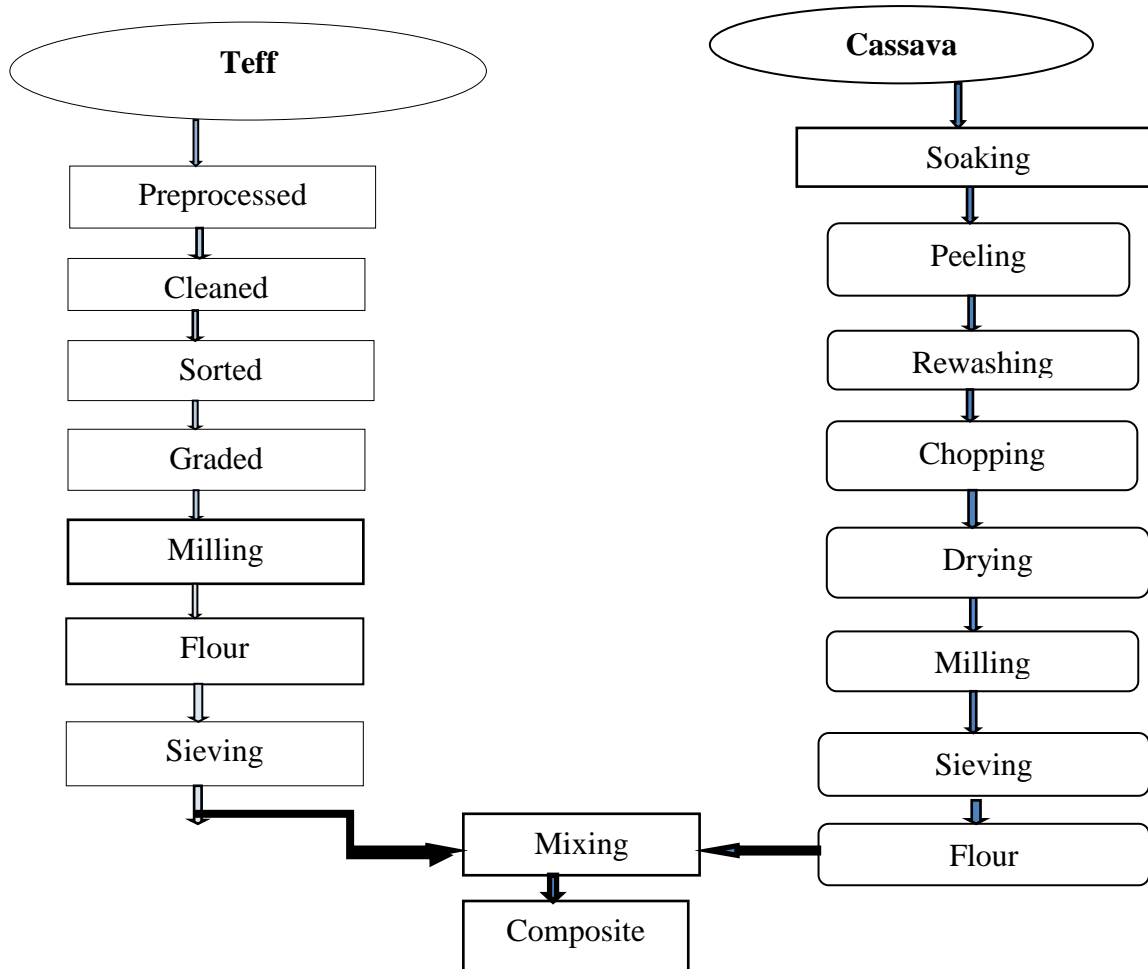 Teff
Preprocessed
Cleaned
Sorted
Graded
Milling
Flour
Sieving
Cassava
Soaking
Peeling
Rewashing
Chopping
Drying
Milling
Sieving
Flour
Mixing
Composite